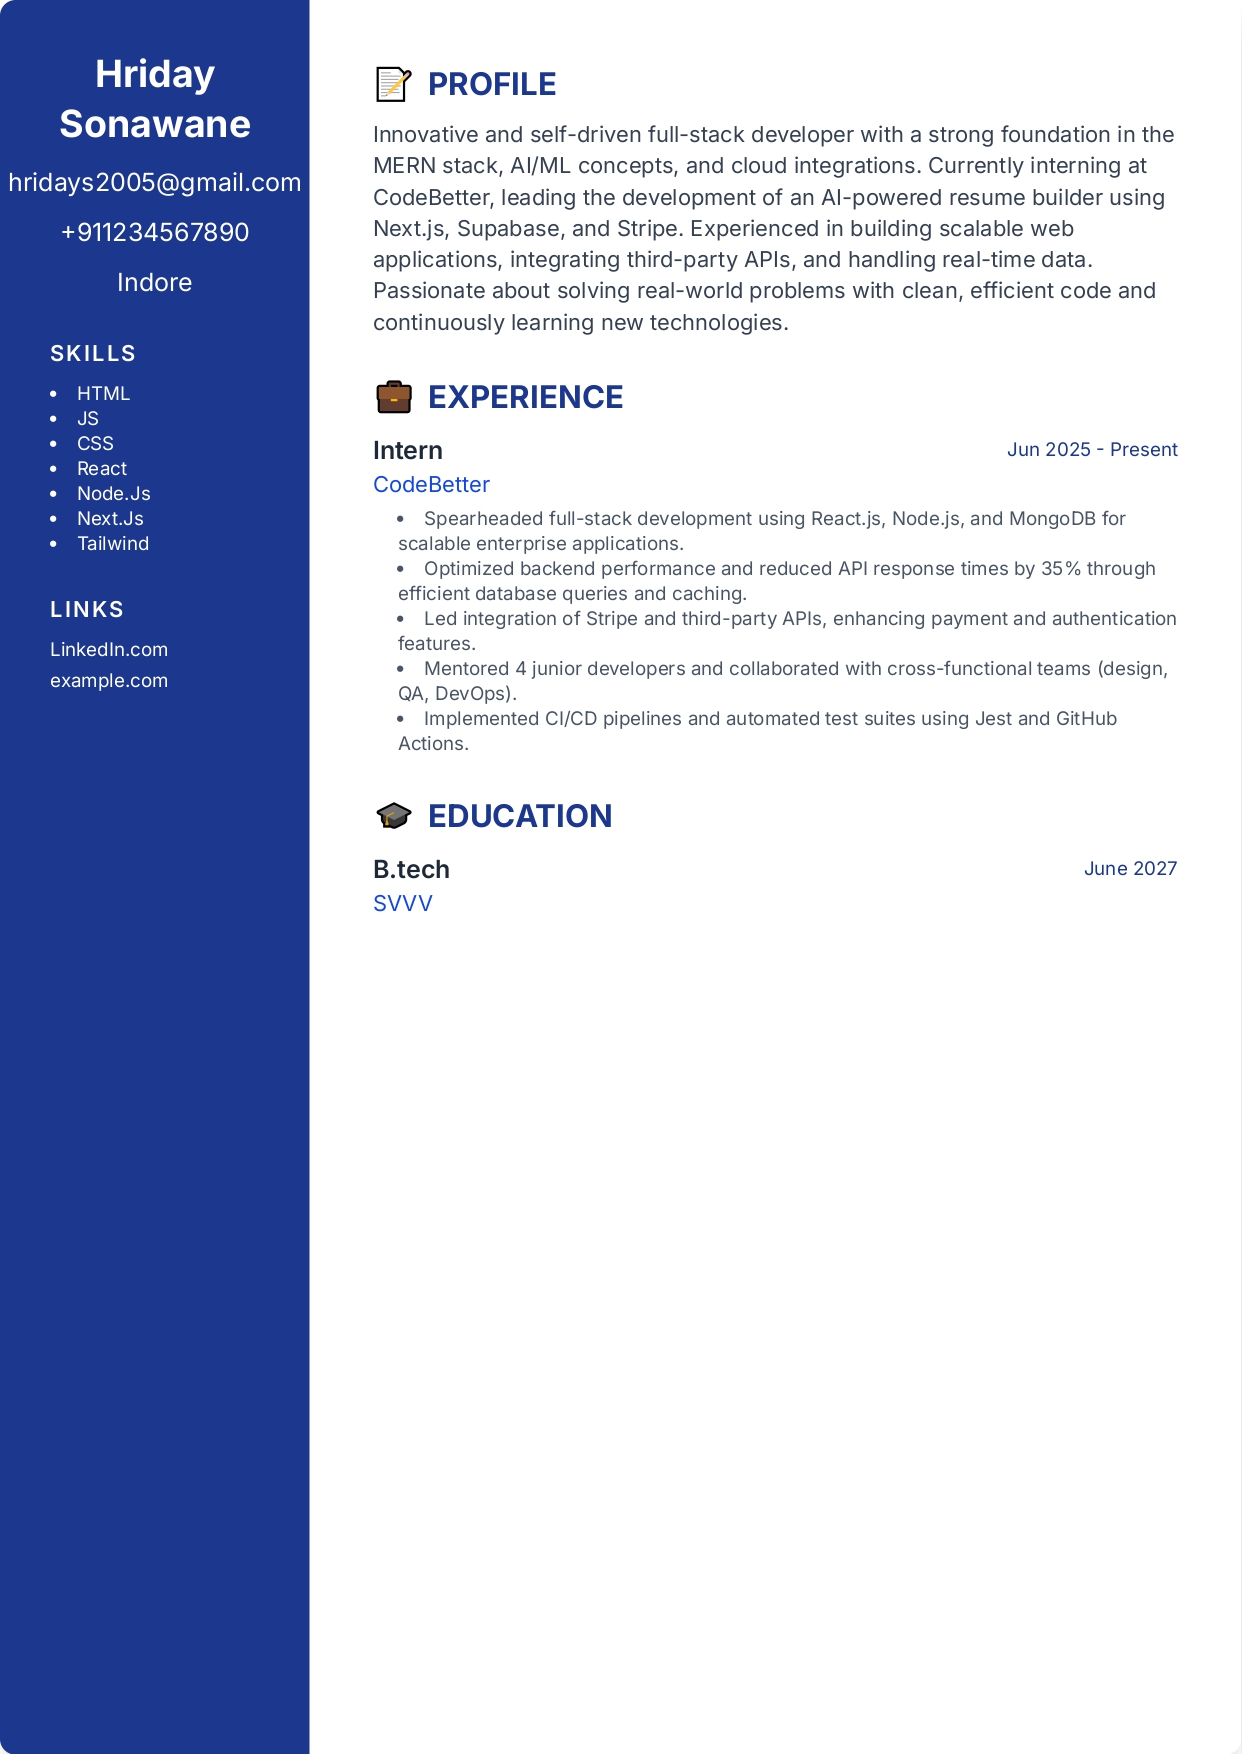 Hriday
Sonawane
hridays2005@gmail.com
+911234567890
Indore
SKILLS
• HTML
• JS
• CSS
• React
• Node.Js
• Next.Js
• Tailwind
LINKS
LinkedIn.com
example.com
PROFILE
Innovative and self-driven full-stack developer with a strong foundation in the
MERN stack, AI/ML concepts, and cloud integrations. Currently interning at
CodeBetter, leading the development of an AI-powered resume builder using
Next.js, Supabase, and Stripe. Experienced in building scalable web
applications, integrating third-party APIs, and handling real-time data.
Passionate about solving real-world problems with clean, efficient code and
continuously learning new technologies.
EXPERIENCE
Intern Jun 2025 - Present
CodeBetter
• Spearheaded full-stack development using React.js, Node.js, and MongoDB for
scalable enterprise applications.
• Optimized backend performance and reduced API response times by 35% through
efficient database queries and caching.
• Led integration of Stripe and third-party APIs, enhancing payment and authentication
features.
• Mentored 4 junior developers and collaborated with cross-functional teams (design,
QA, DevOps).
• Implemented CI/CD pipelines and automated test suites using Jest and GitHub
Actions.
EDUCATION
B.tech June 2027
SVVV